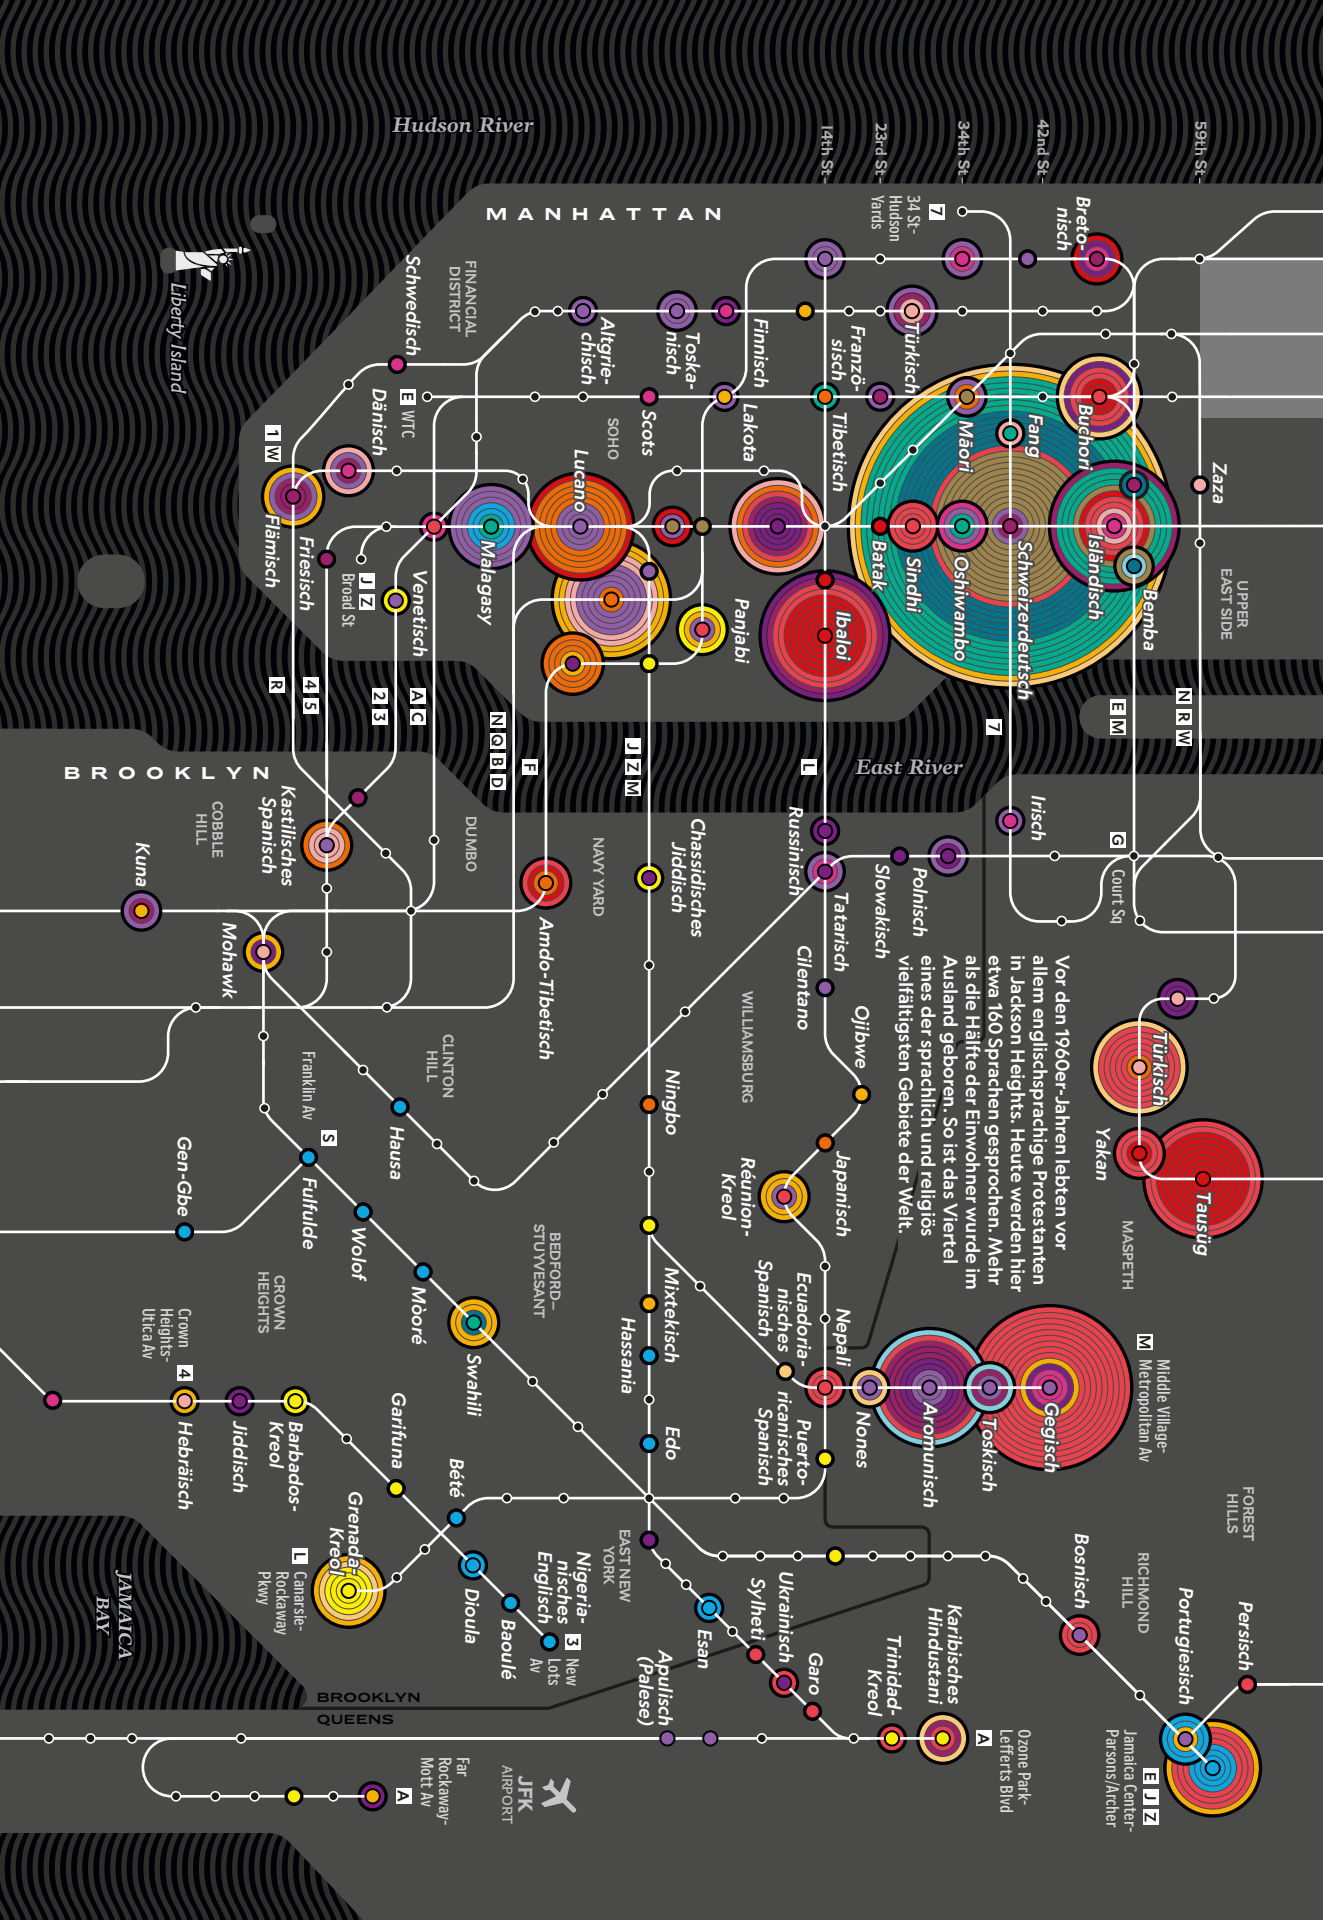 Hudson River
14th St
23rd St
34th St
42nd St
59th St
MANHATTAN
7
34 St-
Hudson
Yards
Breto-
nisch
Liberty Island
FINANCIAL
DISTRICT
Schwedisch
Altgrie-
chisch
Toska-
nisch
Finnisch
Franzö-
sisch
Türkisch
E
WTC
Dänisch
SOHO
Scots
Lakota
Tibetisch
Māori
Fang
Buchori
Zaza
1 W
Flämisch
Friesisch
J Z
Broad St
Venetisch
Lucano
Malagasy
Panjabi
Ibaloi
Batak
Sindhi
Oshiwambo
Schweizerdeutsch
Isländisch
Bemba
UPPER
EAST SIDE
R
4 5
2 3
A C
N Q B D
F
J Z M
L
7
E M
N R W
East River
BROOKLYN
COBBLE
HILL
Kastilisches
Spanisch
DUMBO
NAVY YARD
Chassidisches
Jiddisch
Russinisch
Tatarisch
Slowakisch
Polnisch
Irisch
G
Court Sq
Kuna
Mohawk
Amdo-Tibetisch
Cilentano
Ojibwe
WILLIAMSBURG
CLINTON
HILL
Vor den 1960er-Jahren lebten vor
allem englischsprachige Protestanten
in Jackson Heights. Heute werden hier
etwa 160 Sprachen gesprochen. Mehr
als die Hälfte der Einwohner wurde im
Ausland geboren. So ist das Viertel
eines der sprachlich und religiös
vielfältigsten Gebiete der Welt.
Türkisch
Yakan
Tausūg
MASPETH
Franklin Av
S
Hausa
Ningbo
Japanisch
Réunion-
Kreol
Gen-Gbe
Fulfulde
Wolof
Mòoré
Swahili
BEDFORD–
STUYVESANT
CROWN
HEIGHTS
Crown
Heights-
Utica Av
4
Mixtekisch
Hassania
Edo
Ecuadoria-
nisches
Spanisch
Nepali
Puerto-
ricanisches
Spanisch
Nones
Aromunisch
Toskisch
Gegisch
M
Middle Village-
Metropolitan Av
Hebräisch
Jiddisch
Barbados-
Kreol
Garifuna
Bété
Grenada-
Kreol
L
Canarsie-
Rockaway
Pkwy
Dioula
Baoulé
Nigeria-
nisches
Englisch
3
New
Lots
Av
EAST NEW
YORK
Esan
Sylheti
Ukrainisch
Garo
Apulisch
(Palese)
Trinidad-
Kreol
Karibisches
Hindustani
A
Ozone Park-
Lefferts Blvd
FOREST
HILLS
RICHMOND
HILL
Bosnisch
Portugiesisch
Persisch
E J Z
Jamaica Center-
Parsons/Archer
JAMAICA
BAY
BROOKLYN
QUEENS
A
Far
Rockaway-
Mott Av
JFK
AIRPORT